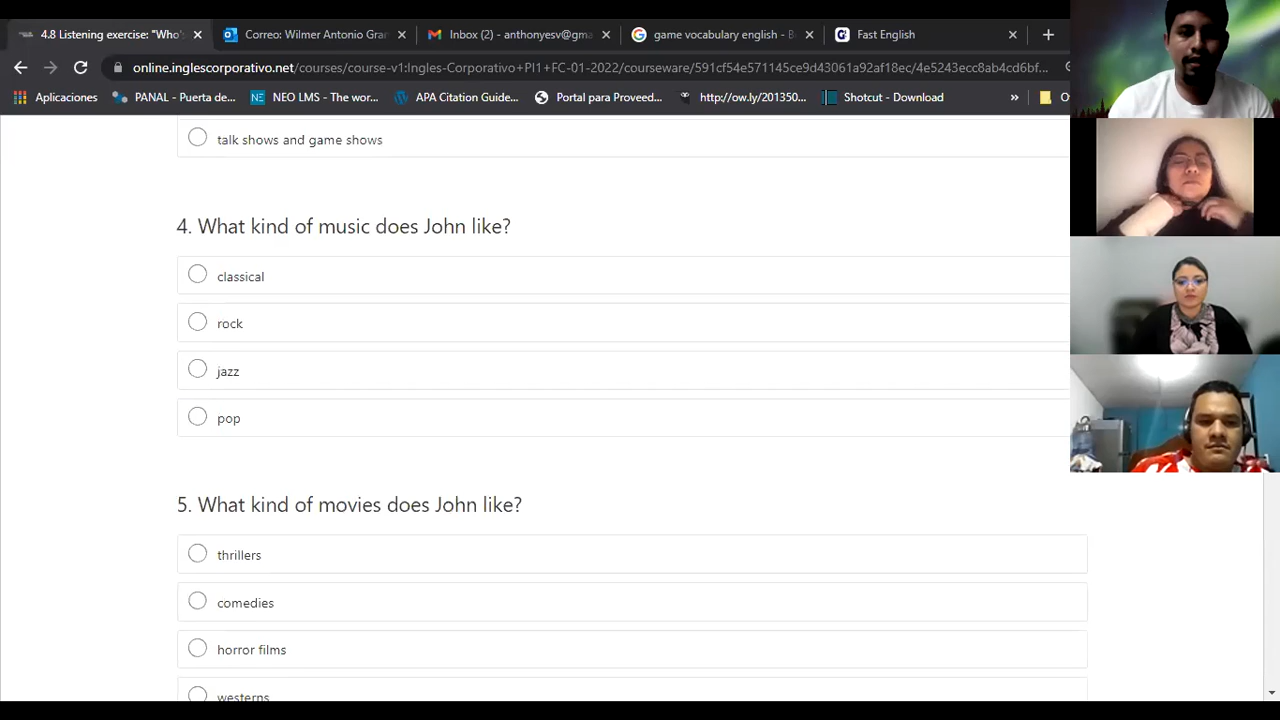 4.8 Listening exercise: "Who's
Correo: Wilmer Antonio Gra
Inbox (2) - anthonyesv@gma
game vocabulary english - B
Fast English
online.inglescorporativo.net/courses/course-v1:Ingles-Corporativo+PI1+FC-01-2022/courseware/591cf54e571145ce9d43061a92af18ec/4e5243ecc8ab4cd6bf...
Aplicaciones
PANAL - Puerta de...
NEO LMS - The wor...
APA Citation Guide...
Portal para Proveed...
http://ow.ly/201350...
Shotcut - Download
»
talk shows and game shows
4. What kind of music does John like?
classical
rock
jazz
pop
5. What kind of movies does John like?
thrillers
comedies
horror films
westerns